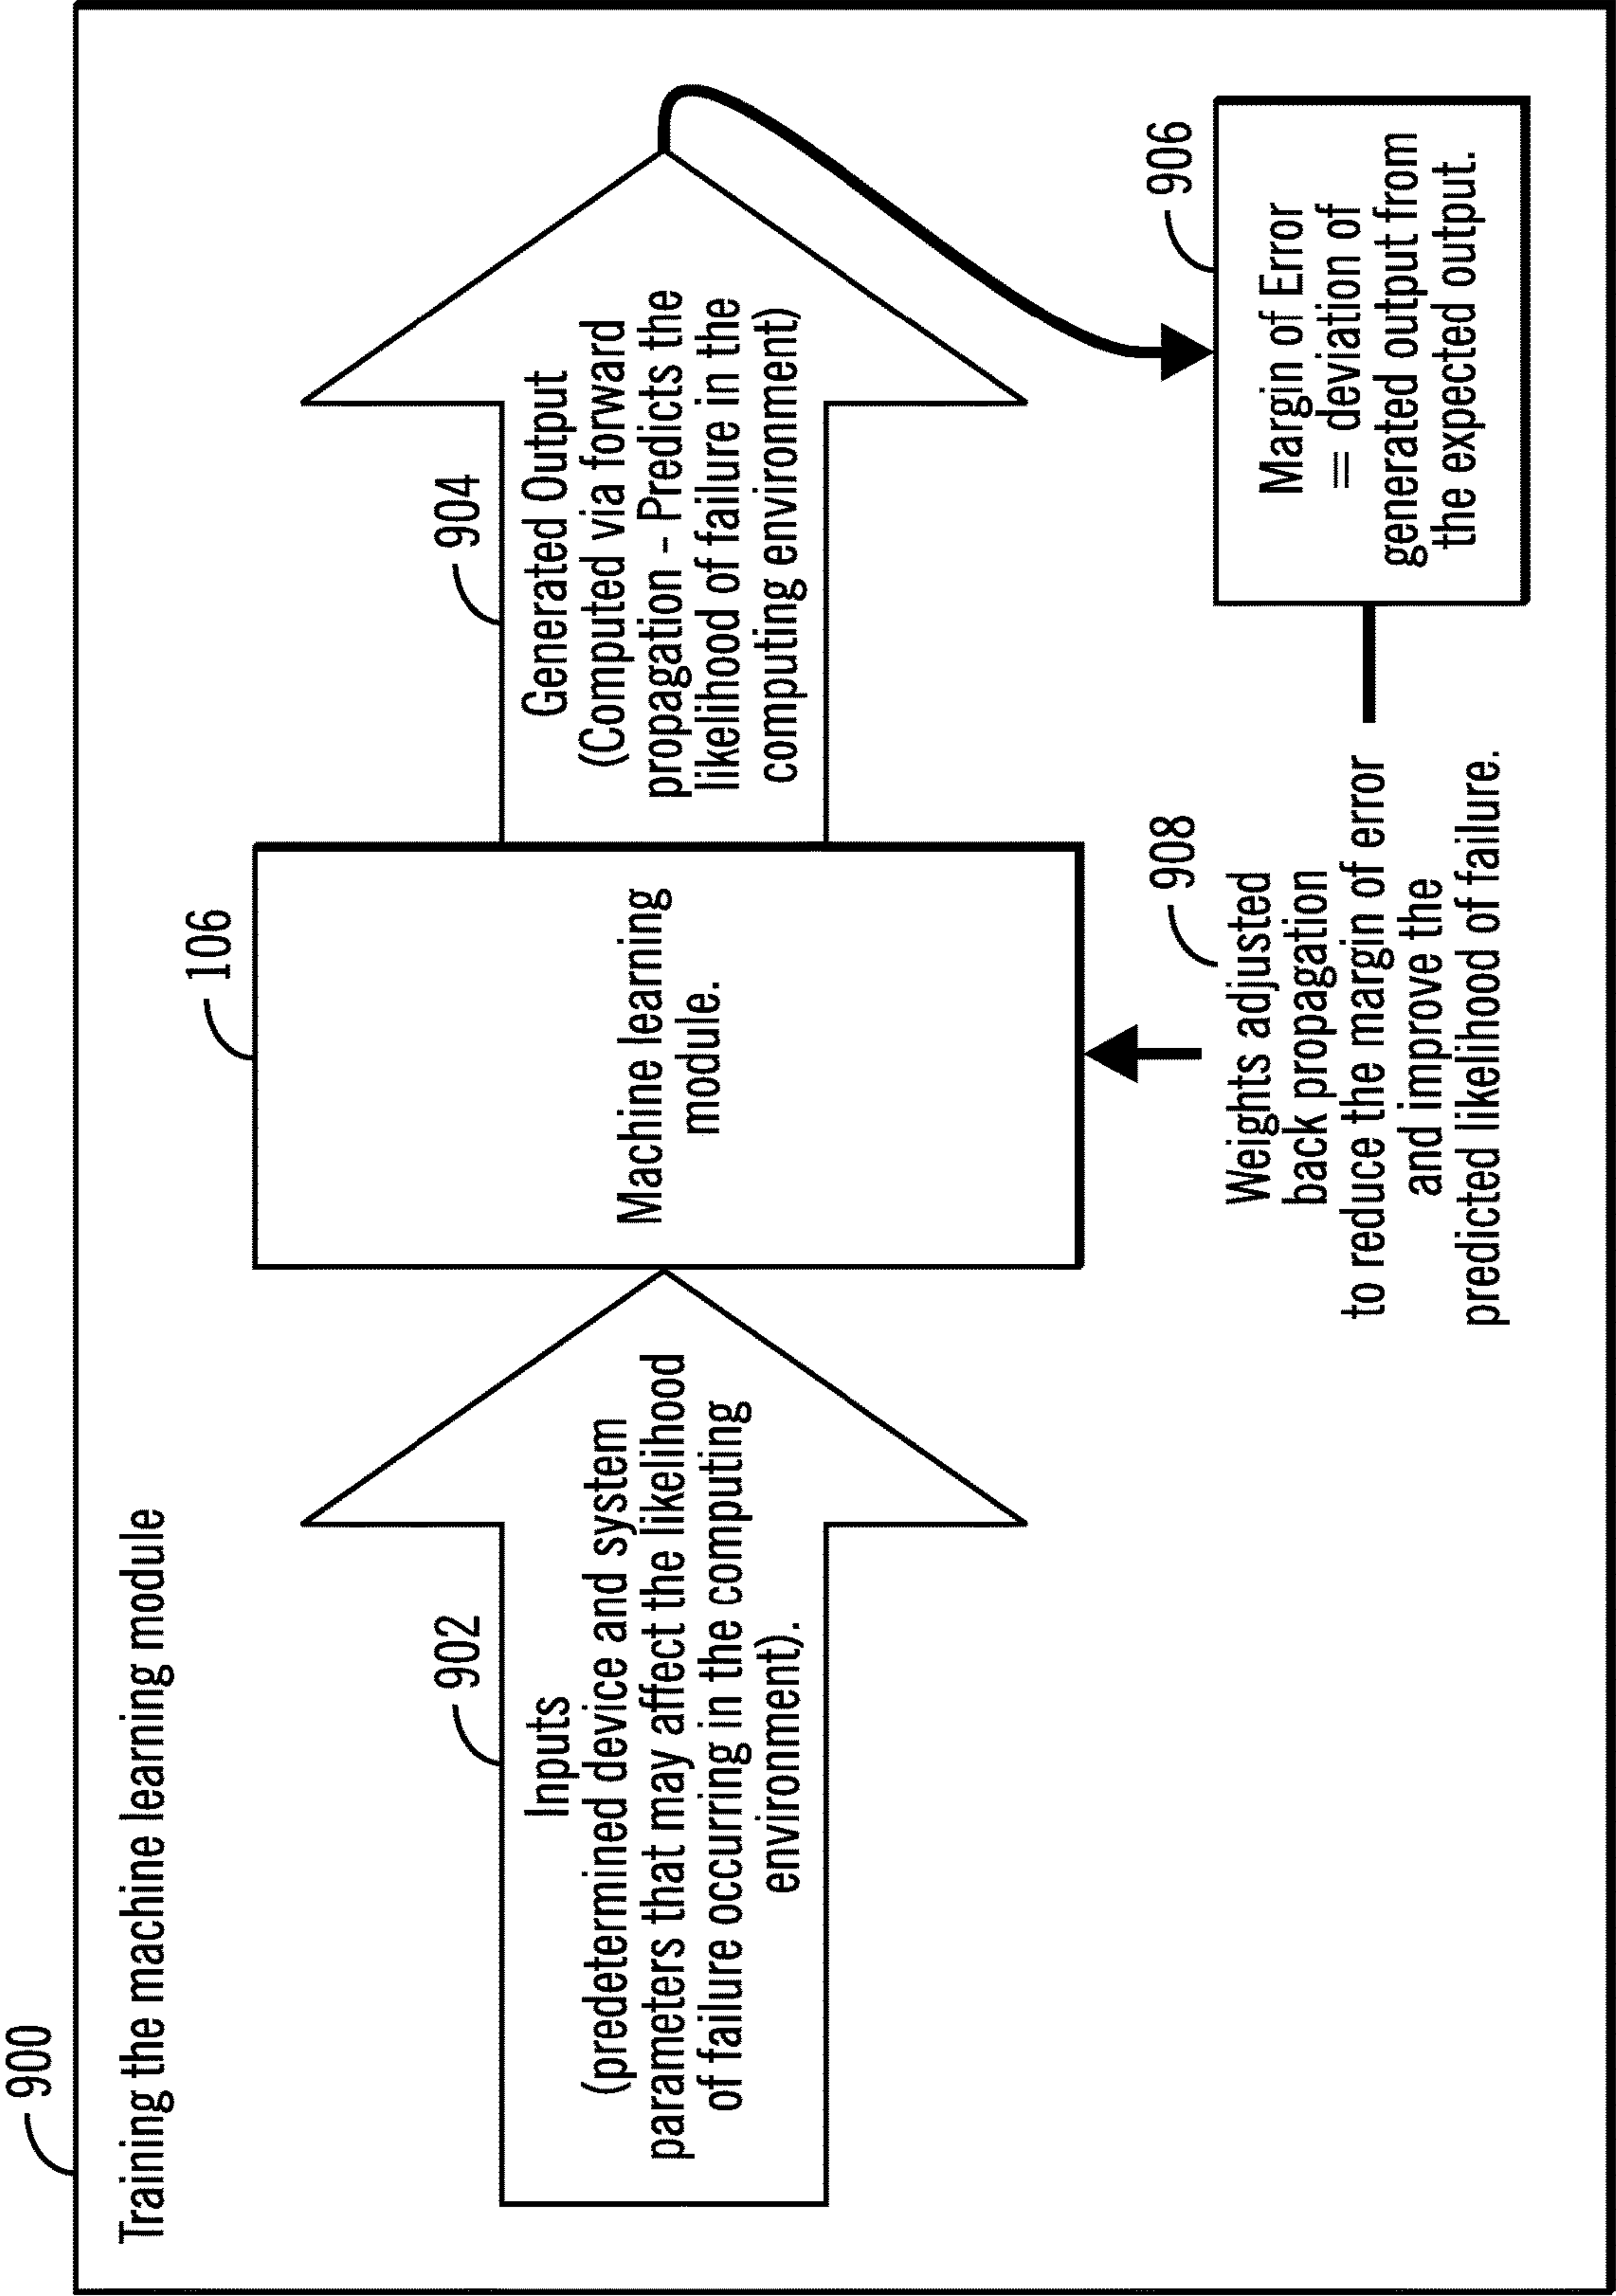 900
Training the machine learning module
902
Inputs
(predetermined device and system
parameters that may affect the likelihood
of failure occurring in the computing
environment).
106
Machine learning
module.
904
Generated Output
(Computed via forward
propagation - Predicts the
likelihood of failure in the
computing environment)
906
Margin of Error
= deviation of
generated output from
the expected output.
908
Weights adjusted
back propagation
to reduce the margin of error
and improve the
predicted likelihood of failure.